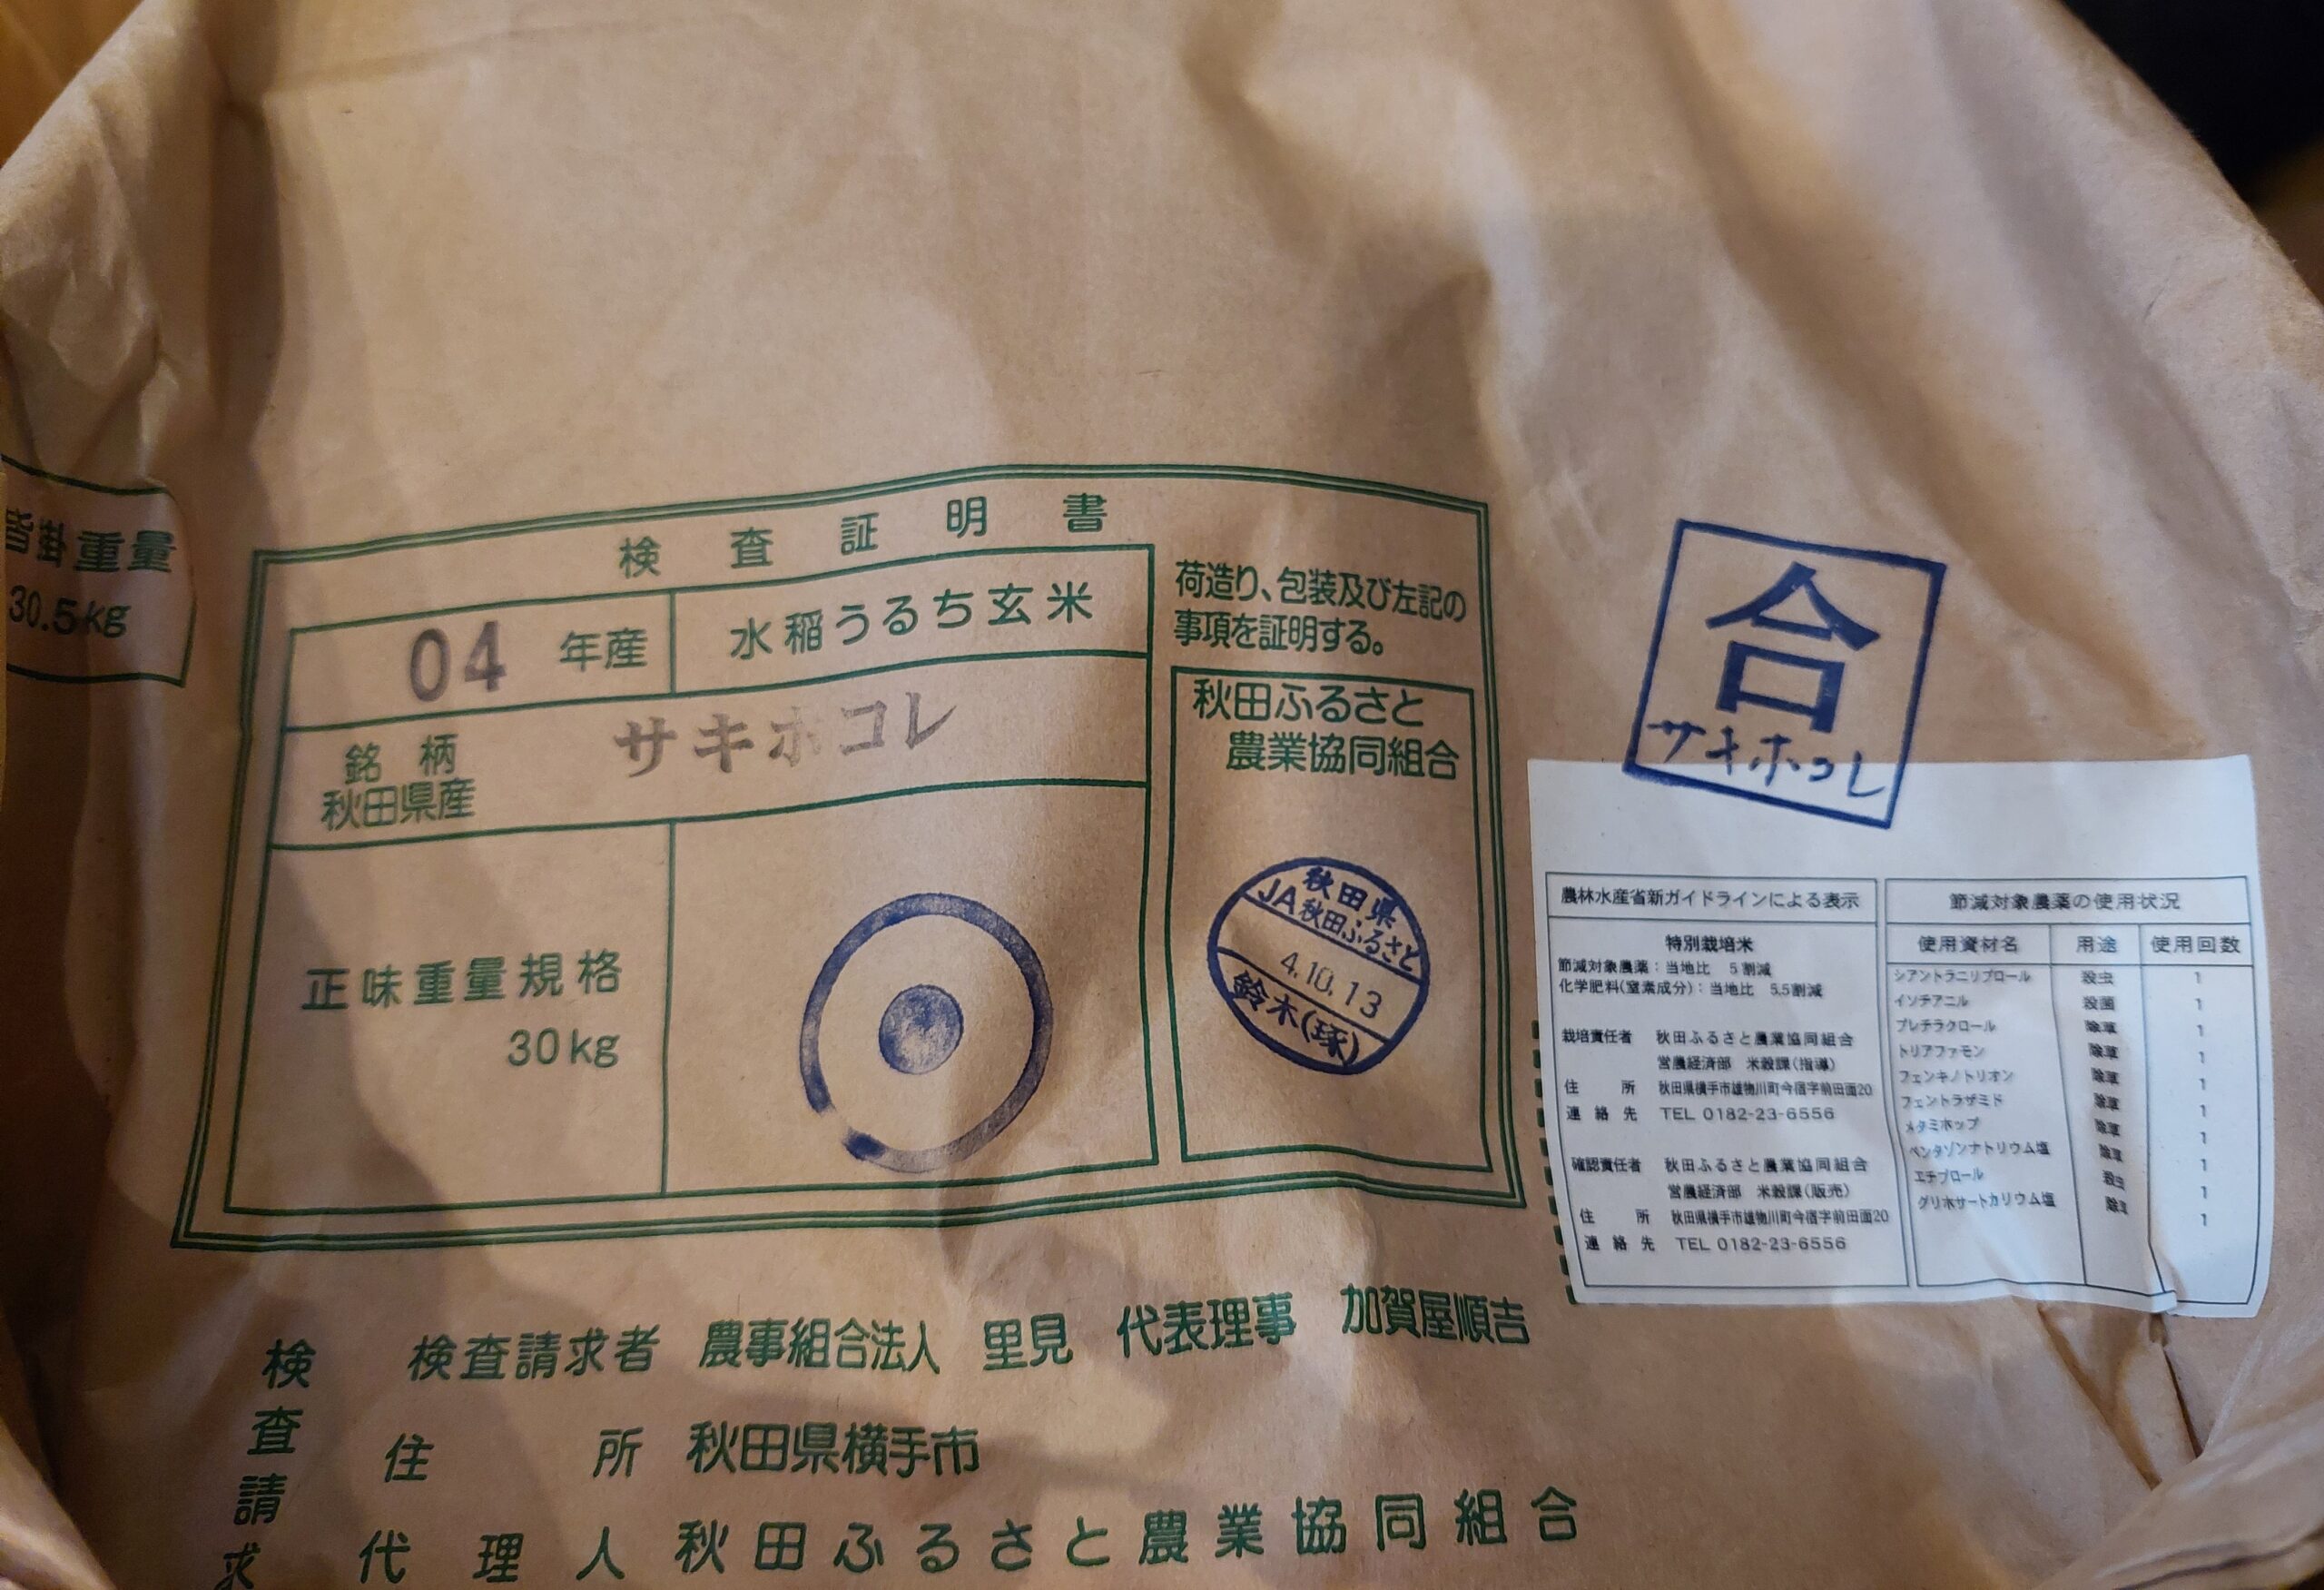 皆掛重量
30.5kg
検査証明書
04 年産
水稲うるち玄米
銘柄
秋田県産
サキホコレ
正味重量規格
30kg
荷造り、包装及び左記の
事項を証明する。
秋田ふるさと
農業協同組合
秋田県
JA秋田ふるさと
4.10.13
鈴木(琢)
合
サキホコレ
農林水産省新ガイドラインによる表示
特別栽培米
節減対象農薬：当地比 5割減
化学肥料(窒素成分)：当地比 5.5割減
栽培責任者 秋田ふるさと農業協同組合
営農経済部 米穀課(指導)
住所 秋田県横手市雄物川町今宿字前田面20
連絡先 TEL 0182-23-6556
確認責任者 秋田ふるさと農業協同組合
営農経済部 米穀課(販売)
住所 秋田県横手市雄物川町今宿字前田面20
連絡先 TEL 0182-23-6556
節減対象農薬の使用状況
使用資材名 用途 使用回数
シアントラニリプロール 殺虫 1
イソチアニル 殺菌 1
プレチラクロール 除草 1
トリアファモン 除草 1
フェンキノトリオン 除草 1
フェントラザミド 除草 1
メタミホップ 除草 1
ベンタゾンナトリウム塩 除草 1
エチプロール 殺虫 1
グリホサートカリウム塩 除草 1
検査請求
検査請求者 農事組合法人 里見 代表理事 加賀屋順吉
住所 秋田県横手市
代理人 秋田ふるさと農業協同組合